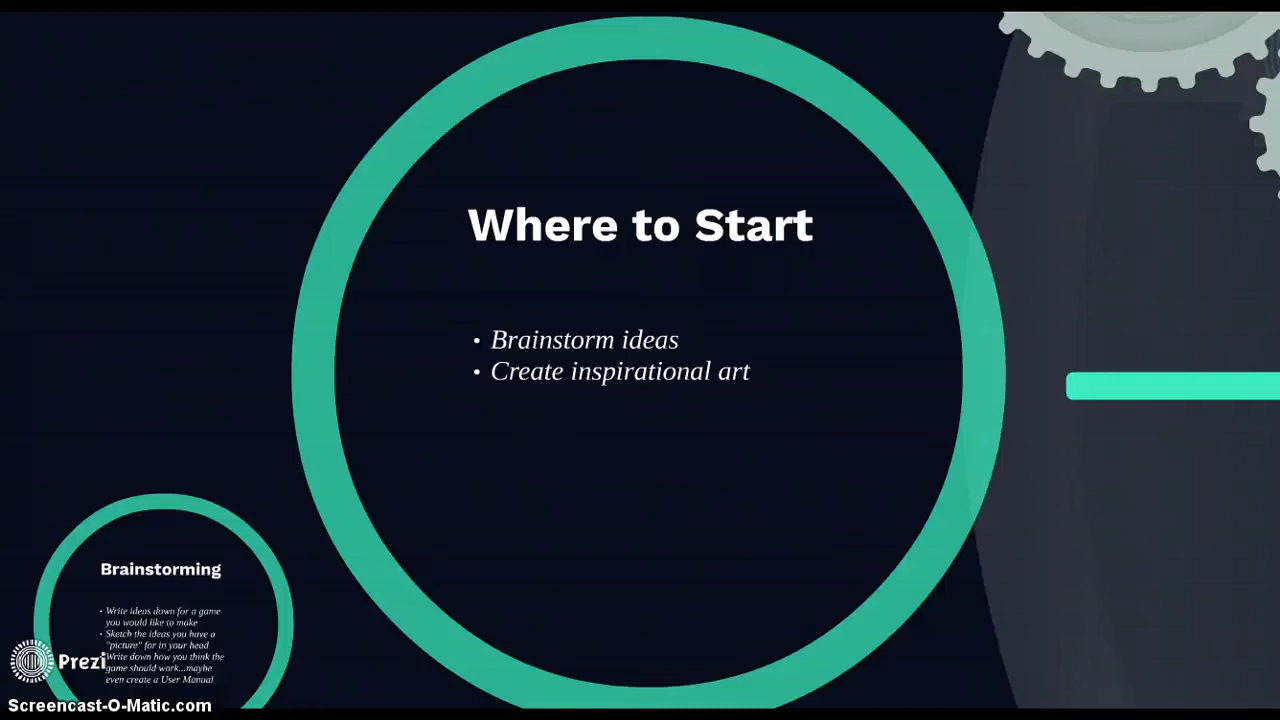 Where to Start
• Brainstorm ideas
• Create inspirational art
Brainstorming
• Write ideas down for a game
you would like to make
• Sketch the ideas you have a
"picture" for in your head
Write down how you think the
game should work...maybe
even create a User Manual
Prezi
Screencast-O-Matic.com